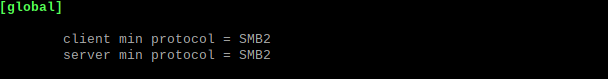 [global]
client min protocol = SMB2
server min protocol = SMB2